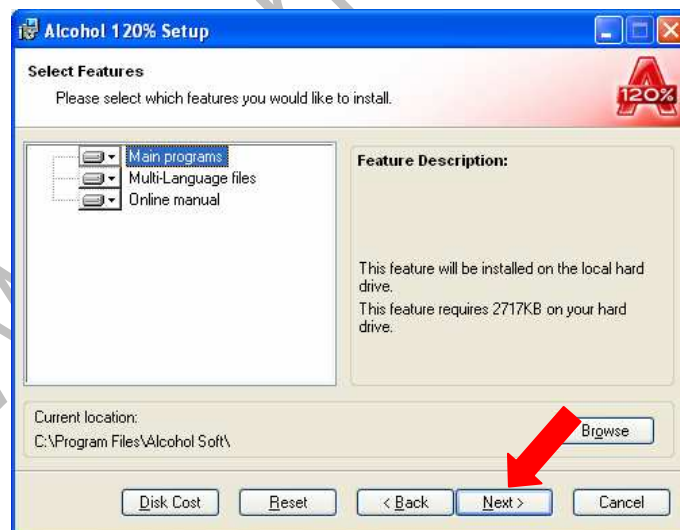 Alcohol 120% Setup
Select Features
Please select which features you would like to install.
120%
Main programs
Multi-Language files
Online manual
Feature Description:
This feature will be installed on the local hard
drive.
This feature requires 2717KB on your hard
drive.
Current location:
C:\Program Files\Alcohol Soft\
Browse
Disk Cost
Reset
< Back
Next >
Cancel